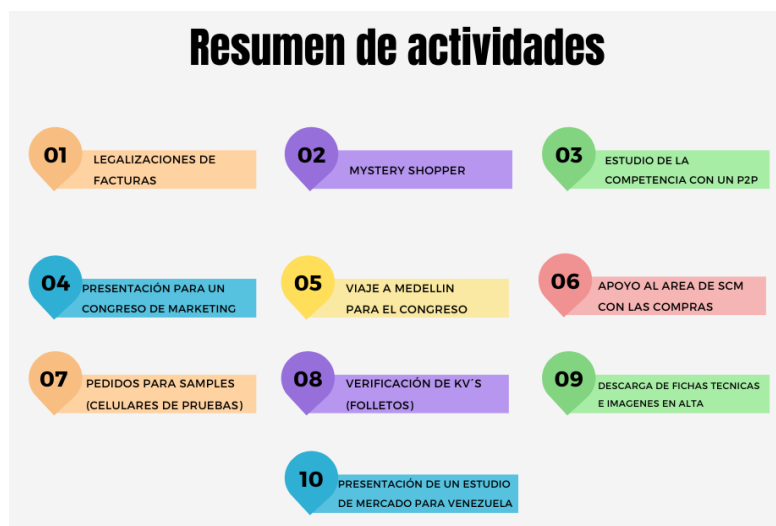 Resumen de actividades
01
LEGALIZACIONES DE
FACTURAS
02
MYSTERY SHOPPER
03
ESTUDIO DE LA
COMPETENCIA CON UN P2P
04
PRESENTACIÓN PARA UN
CONGRESO DE MARKETING
05
VIAJE A MEDELLIN
PARA EL CONGRESO
06
APOYO AL AREA DE SCM
CON LAS COMPRAS
07
PEDIDOS PARA SAMPLES
(CELULARES DE PRUEBAS)
08
VERIFICACIÓN DE KV´S
(FOLLETOS)
09
DESCARGA DE FICHAS TECNICAS
E IMAGENES EN ALTA
10
PRESENTACIÓN DE UN ESTUDIO
DE MERCADO PARA VENEZUELA